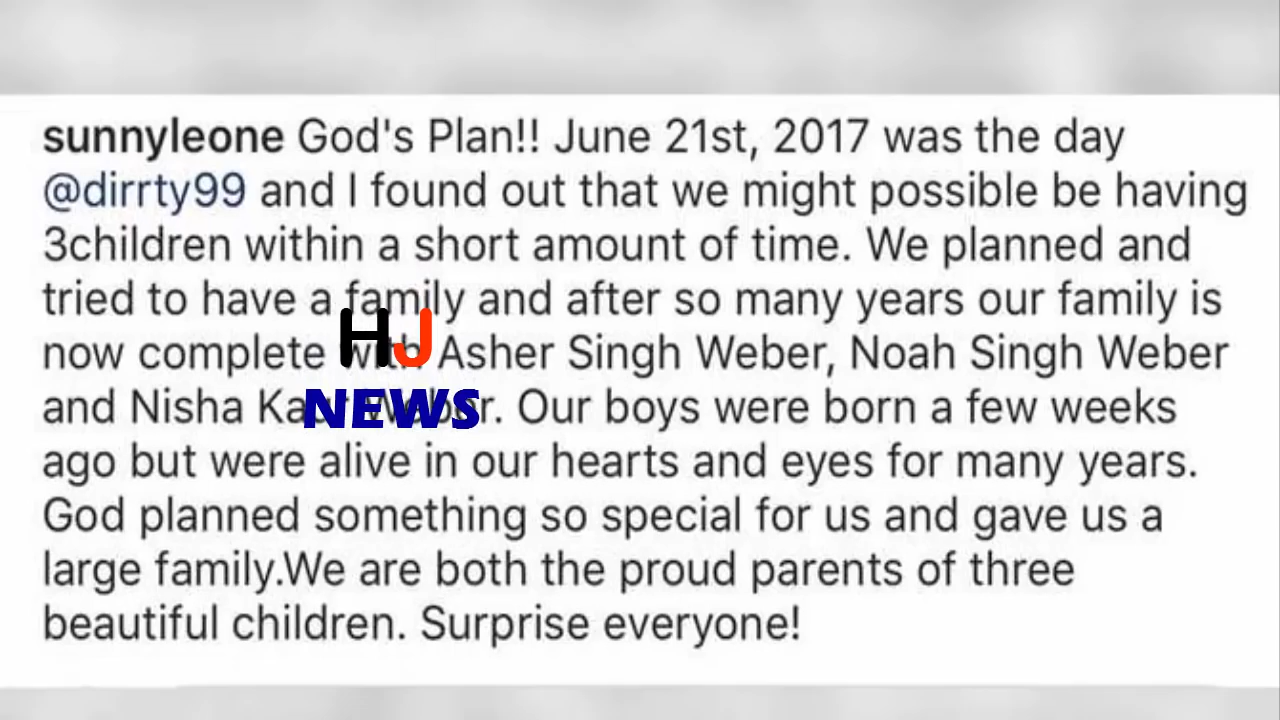 sunnyleone God's Plan!! June 21st, 2017 was the day
@dirrty99 and I found out that we might possible be having
3children within a short amount of time. We planned and
tried to have a family and after so many years our family is
now complete with Asher Singh Weber, Noah Singh Weber
and Nisha Kaur Weber. Our boys were born a few weeks
ago but were alive in our hearts and eyes for many years.
God planned something so special for us and gave us a
large family.We are both the proud parents of three
beautiful children. Surprise everyone!
HJ
NEWS